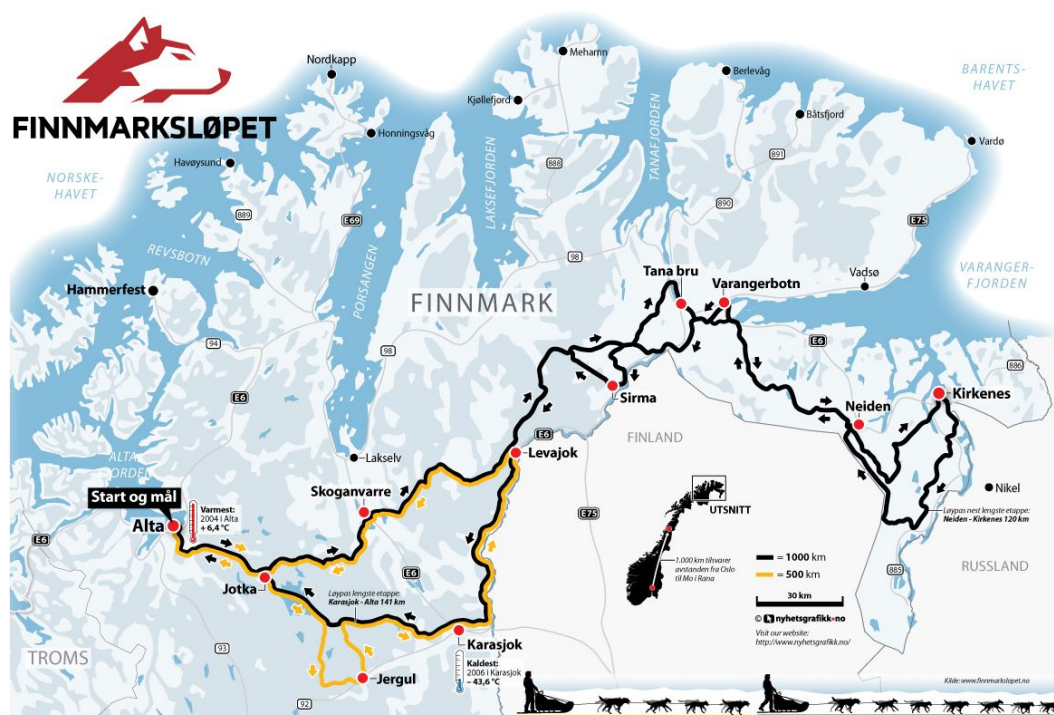 FINNMARKSLØPET
Nordkapp
Mehamn
Berlevåg
BARENTS-
HAVET
Kjøllefjord
Båtsfjord
Honningsvåg
Vardø
Havøysund
NORSKE-
HAVET
LAKSEFJORDEN
TANAFJORDEN
888
891
889
E69
890
E75
REVSBOTN
PORSANGEN
98
VARANGER-
FJORDEN
Hammerfest
Tana bru
Varangerbotn
Vadsø
FINNMARK
94
98
E6
886
E6
Sirma
Neiden
Kirkenes
FINLAND
E6
Levajok
ALTA
JORDEN
Lakselv
Skoganvarre
UTSNITT
Nikel
Start og mål
Alta
Varmest:
2004 i Alta
+ 6,4 °C
E75
Løypas nest lengste etappe:
Neiden - Kirkenes 120 km
E6
1.000 km tilsvarer
avstanden fra Oslo
til Mo i Rana
= 1000 km
= 500 km
885
RUSSLAND
Jotka
E6
Løypas lengste etappe:
Karasjok - Alta 141 km
30 km
© nyhetsgrafikk.no
Visit our website:
http://www.nyhetsgrafikk.no/
Karasjok
93
TROMS
Kaldest:
2006 i Karasjok
– 43,6 °C
Jergul
92
Kilde: www.finnmarkslopet.no